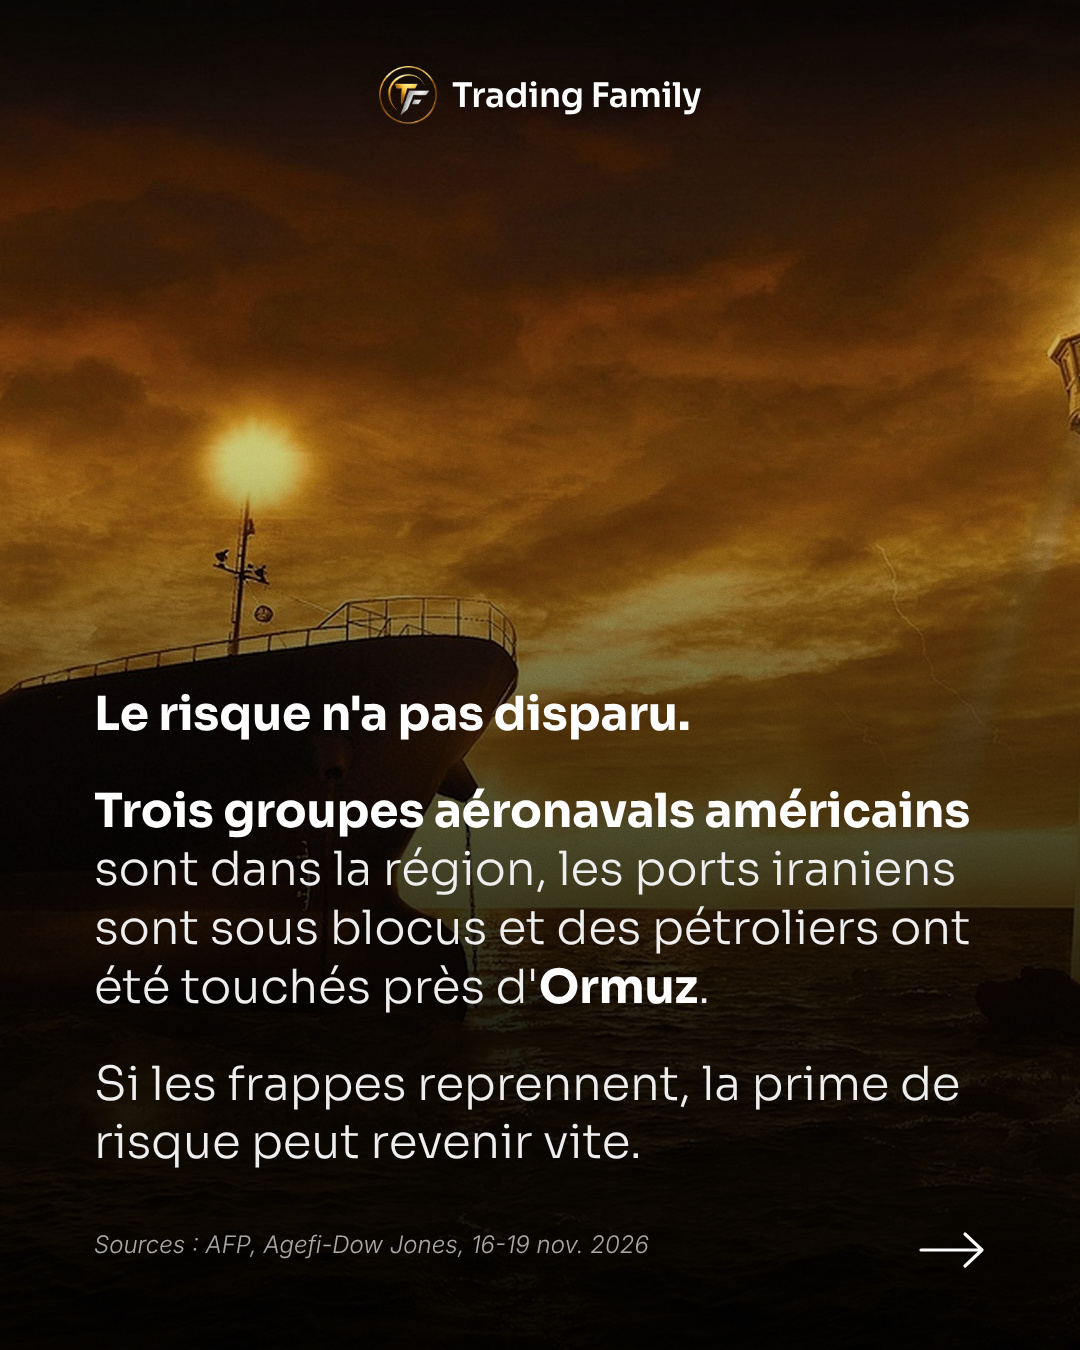 Trading Family
Le risque n'a pas disparu.
Trois groupes aéronavals américains
sont dans la région, les ports iraniens
sont sous blocus et des pétroliers ont
été touchés près d'Ormuz.
Si les frappes reprennent, la prime de
risque peut revenir vite.
Sources : AFP, Agefi-Dow Jones, 16-19 nov. 2026